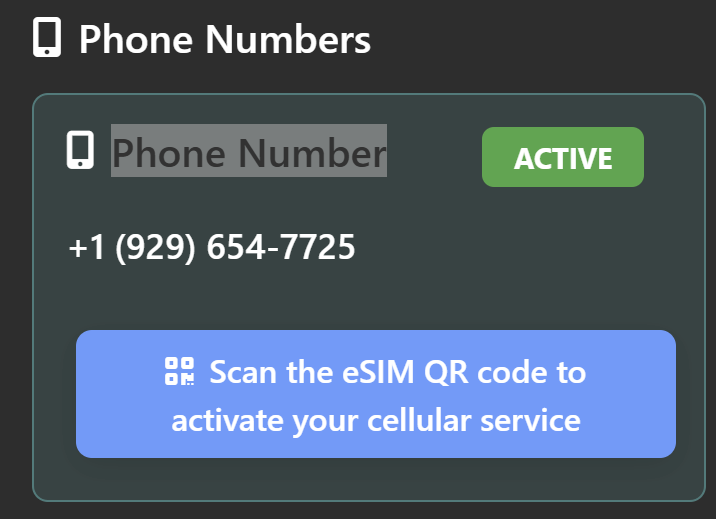 Phone Numbers
Phone Number
ACTIVE
+1 (929) 654-7725
Scan the eSIM QR code to
activate your cellular service